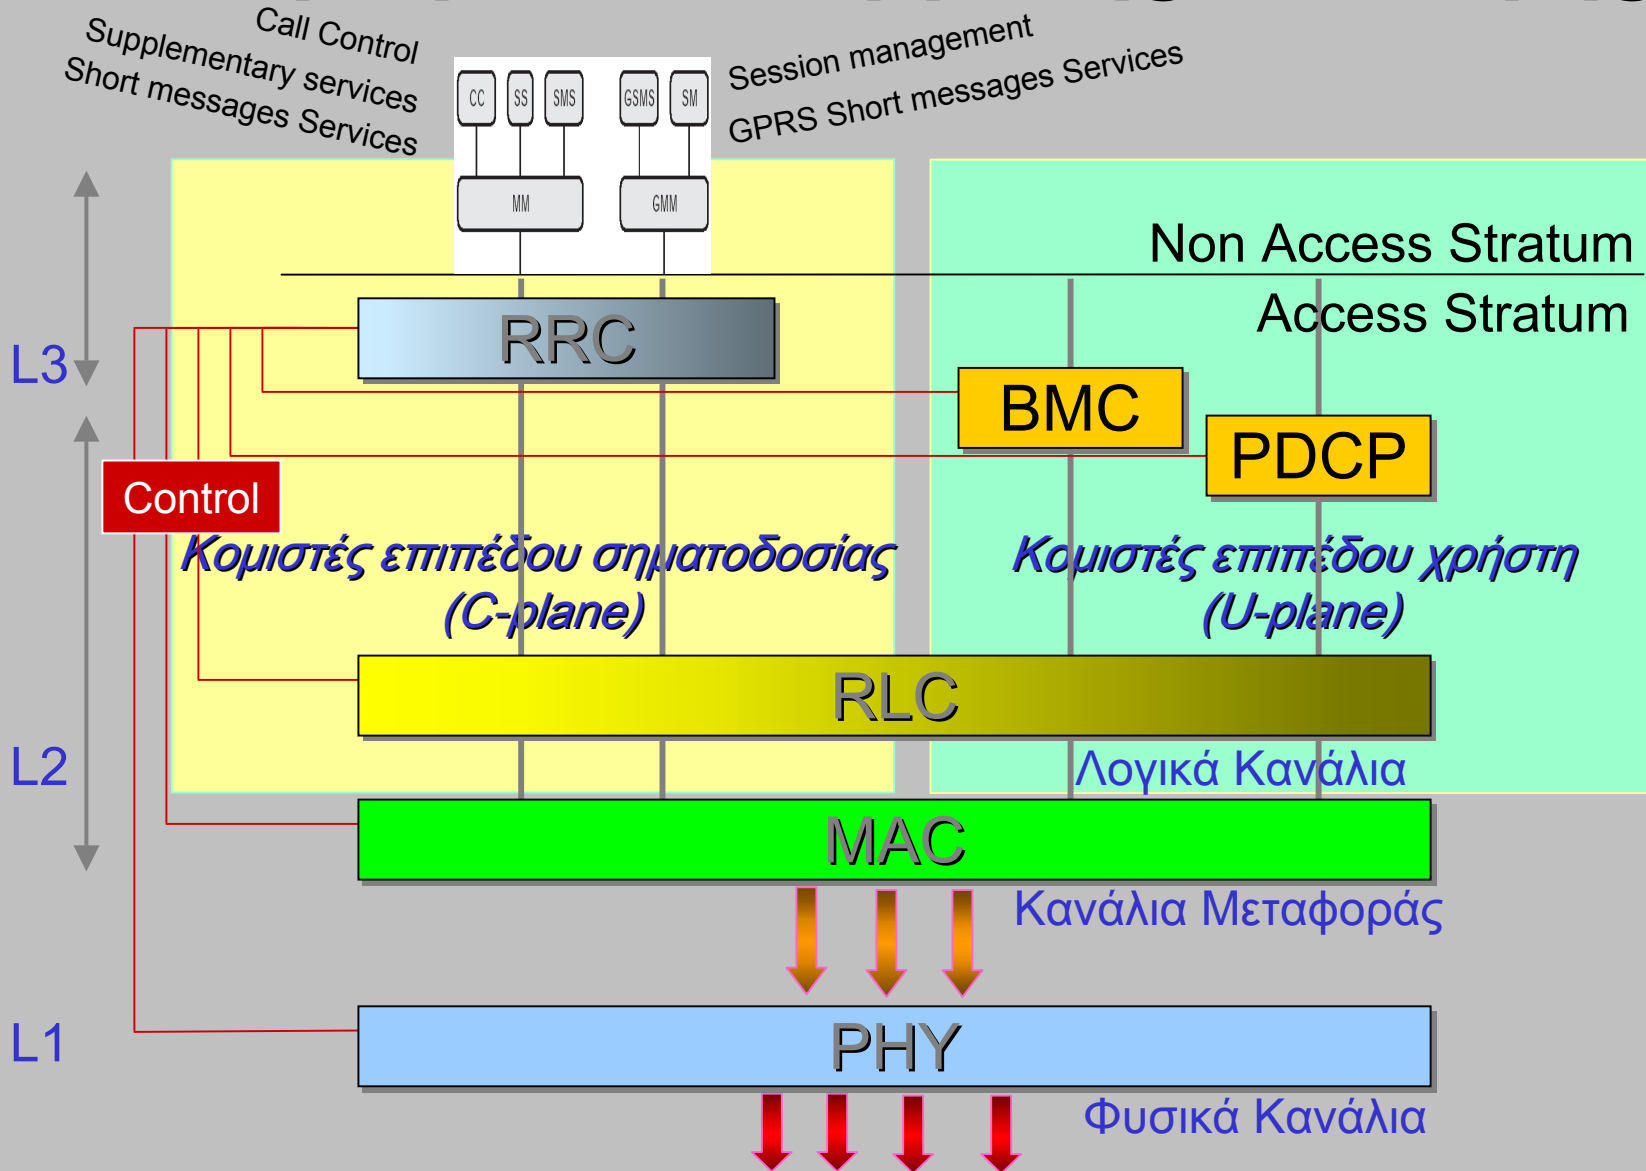 Call Control
Supplementary services
Short messages Services
Session management
GPRS Short messages Services
CC
SS
SMS
GSMS
SM
MM
GMM
Non Access Stratum
Access Stratum
RRC
L3
BMC
PDCP
Control
Κομιστές επιπέδου σηματοδοσίας
(C-plane)
Κομιστές επιπέδου χρήστη
(U-plane)
RLC
L2
Λογικά Κανάλια
MAC
Κανάλια Μεταφοράς
L1
PHY
Φυσικά Κανάλια